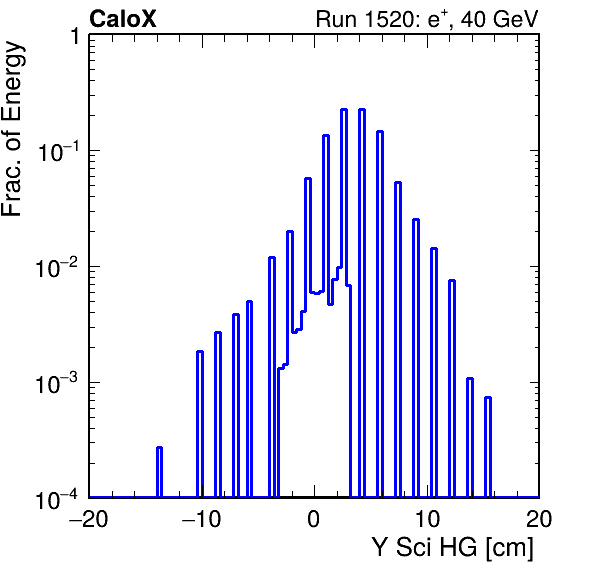 CaloX Run 1520: e⁺, 40 GeV
Frac. of Energy
1
10⁻¹
10⁻²
10⁻³
10⁻⁴
−20 −10 0 10 20
Y Sci HG [cm]